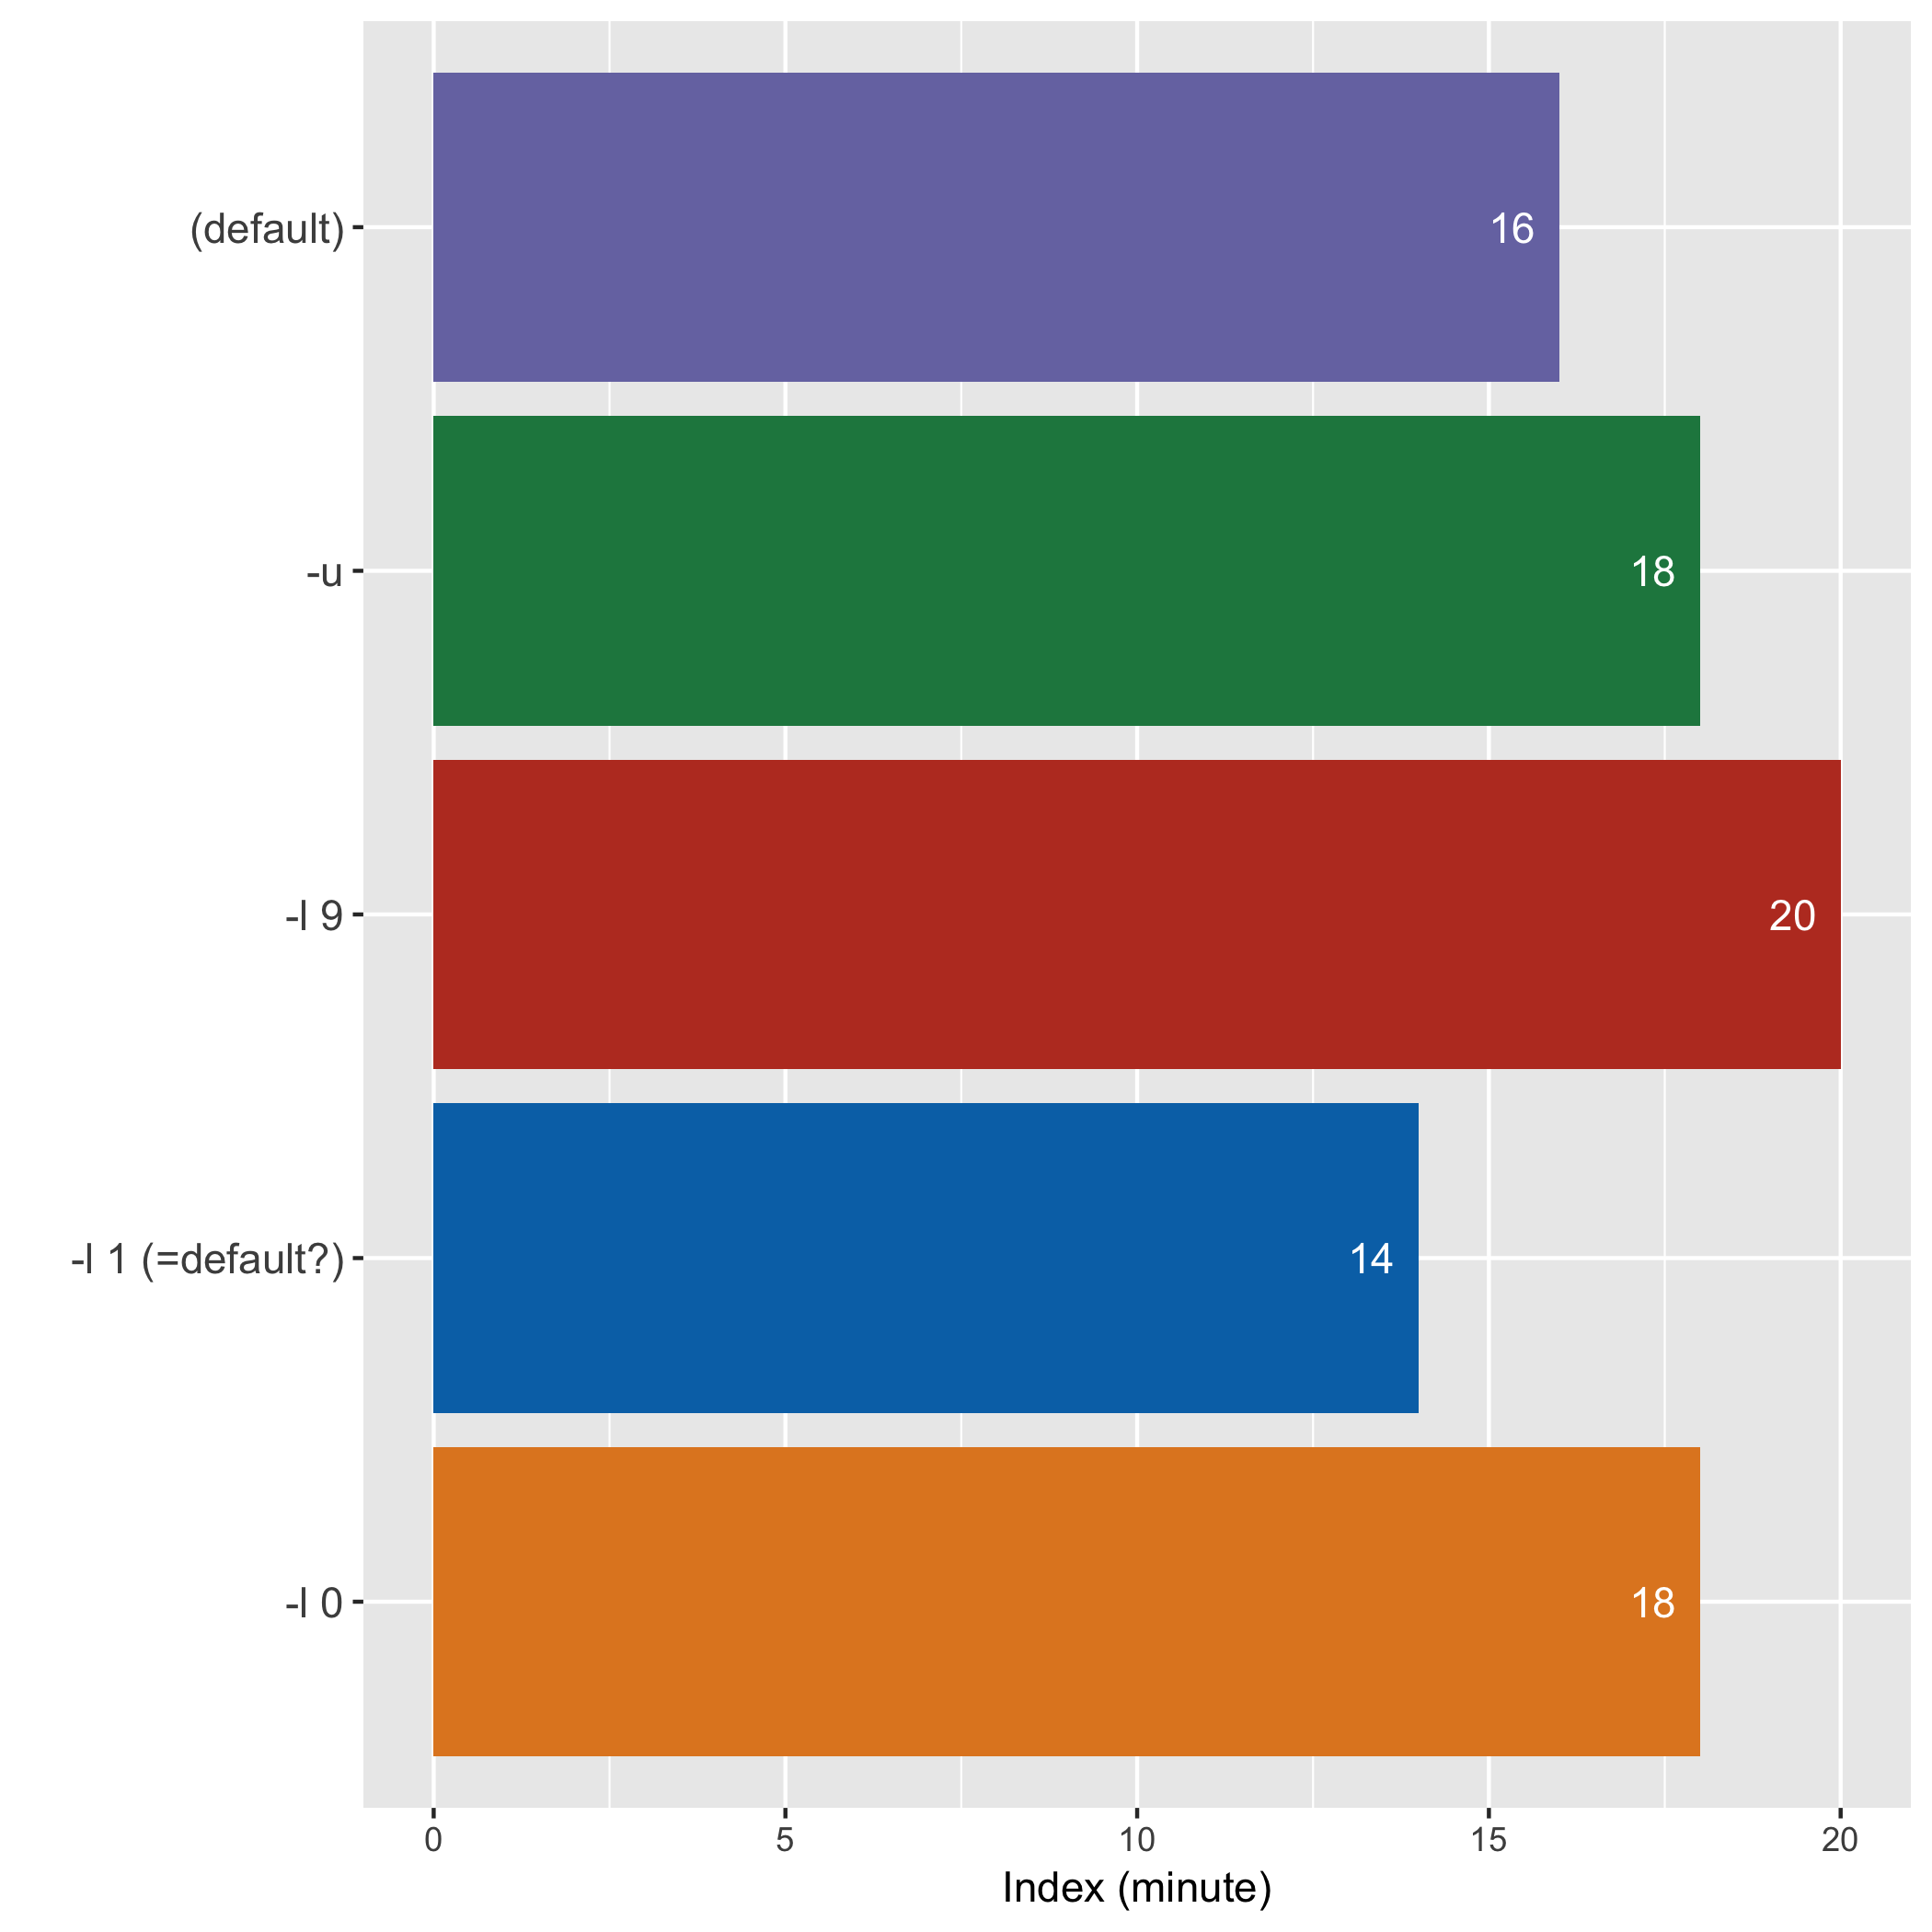 (default)
16
-u
18
-l 9
20
-l 1 (=default?)
14
-l 0
18
0 5 10 15 20
Index (minute)